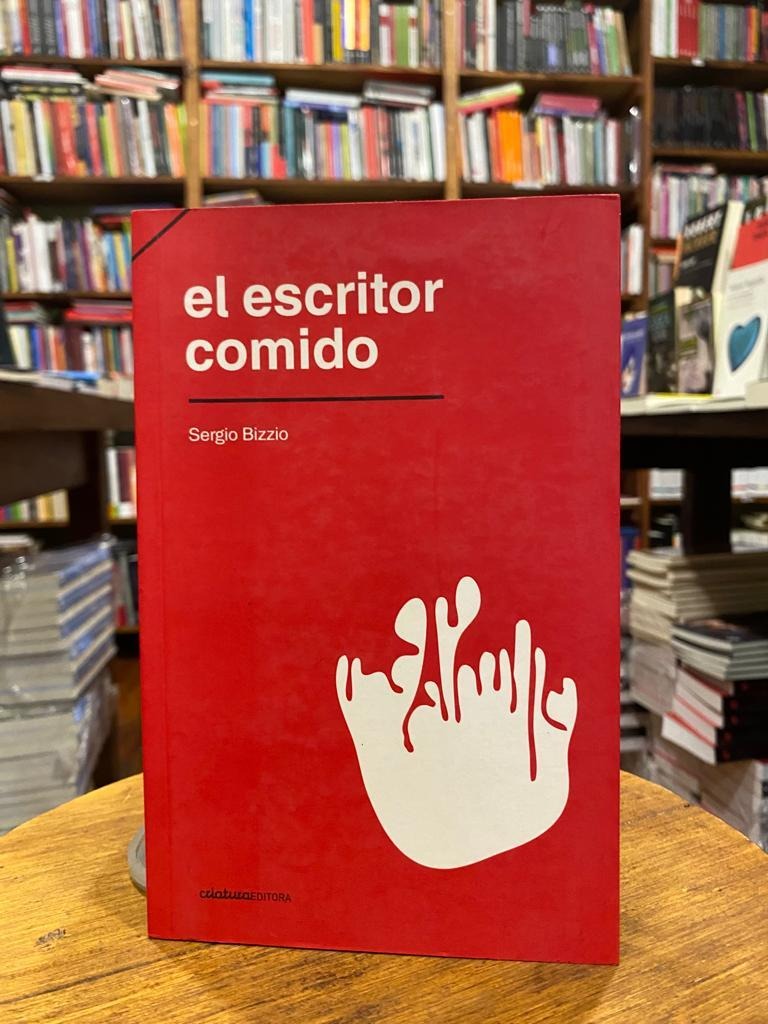 el escritor
comido
Sergio Bizzio
criaturaEDITORA